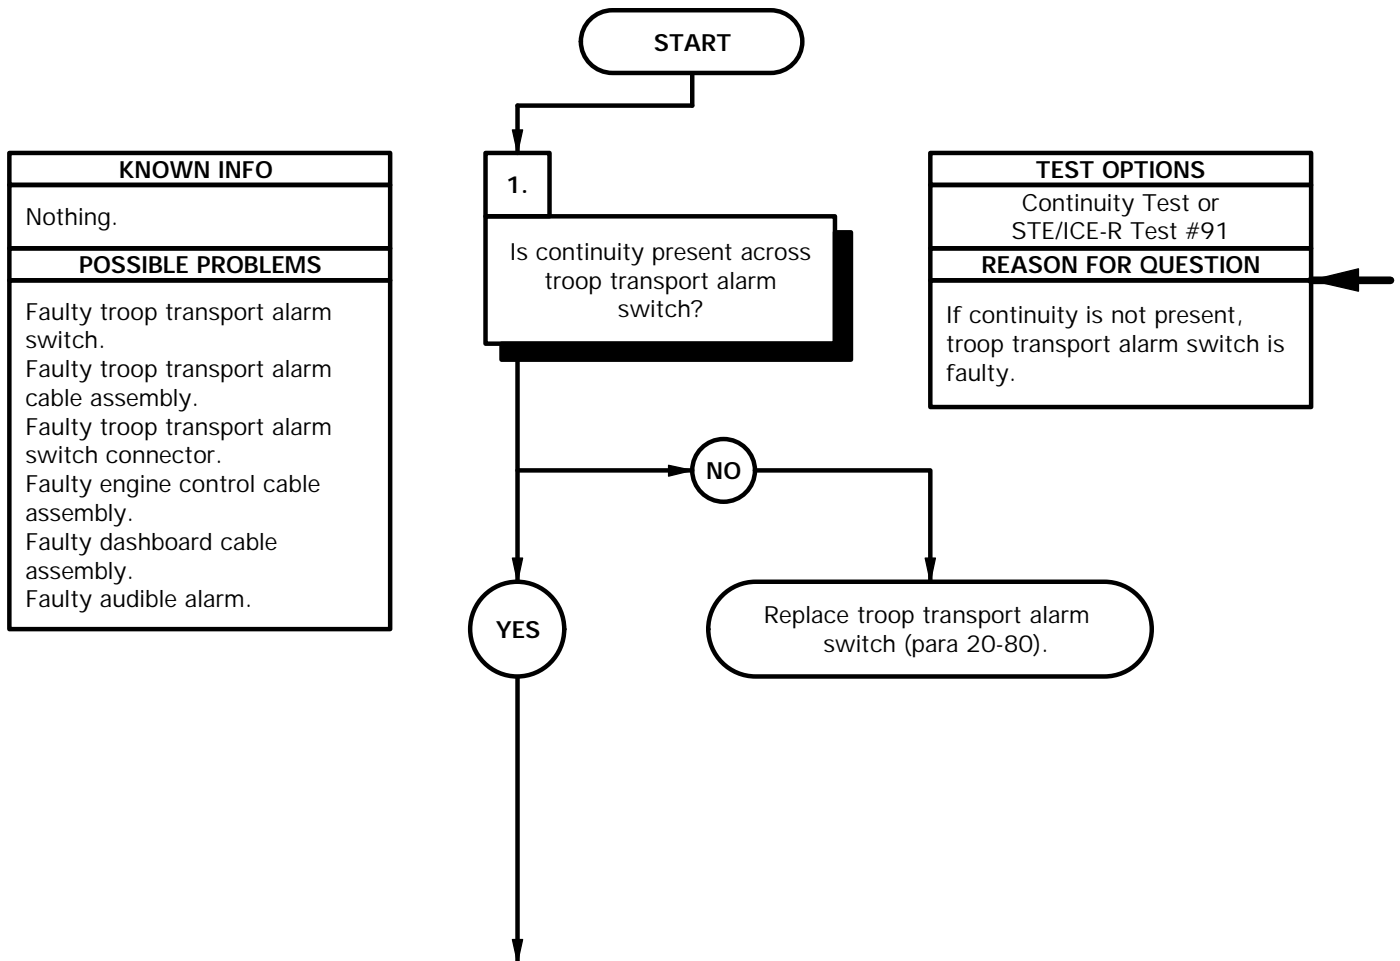 START
KNOWN INFO
Nothing.
POSSIBLE PROBLEMS
Faulty troop transport alarm
switch.
Faulty troop transport alarm
cable assembly.
Faulty troop transport alarm
switch connector.
Faulty engine control cable
assembly.
Faulty dashboard cable
assembly.
Faulty audible alarm.
1.
Is continuity present across
troop transport alarm
switch?
TEST OPTIONS
Continuity Test or
STE/ICE-R Test #91
REASON FOR QUESTION
If continuity is not present,
troop transport alarm switch is
faulty.
NO
YES
Replace troop transport alarm
switch (para 20-80).